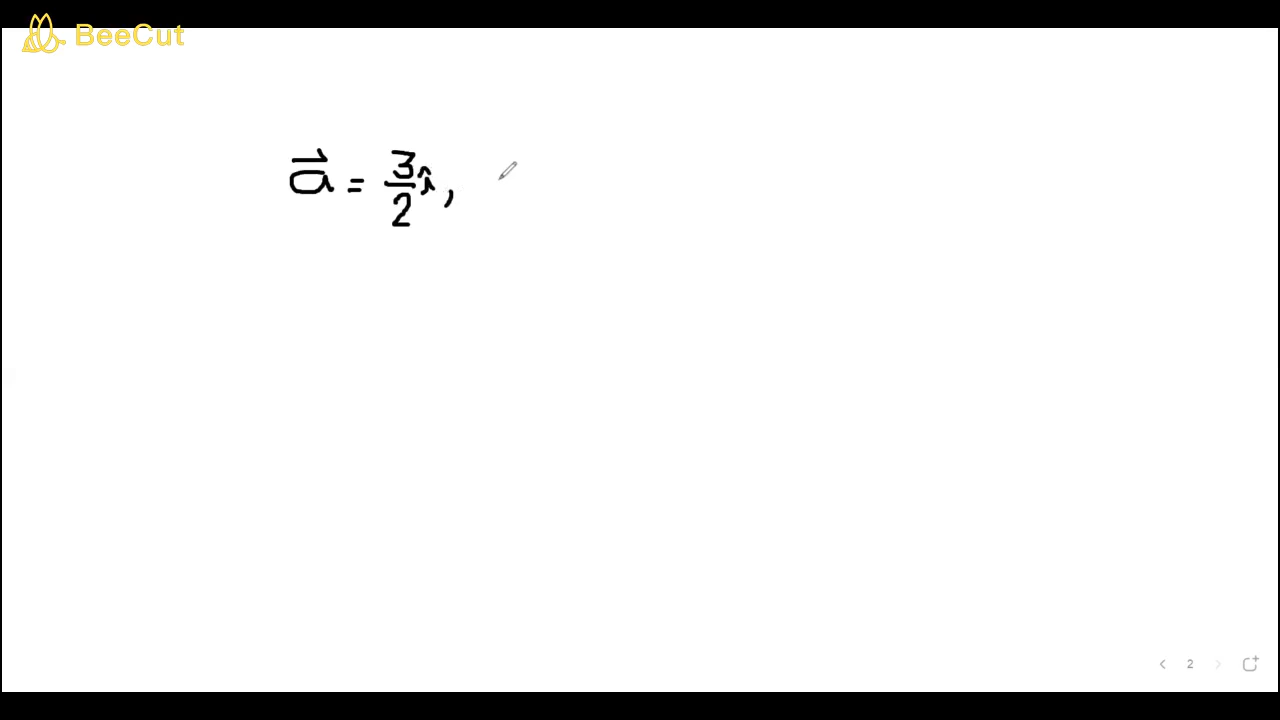 BeeCut
a⃗ = 3/2 î,
2